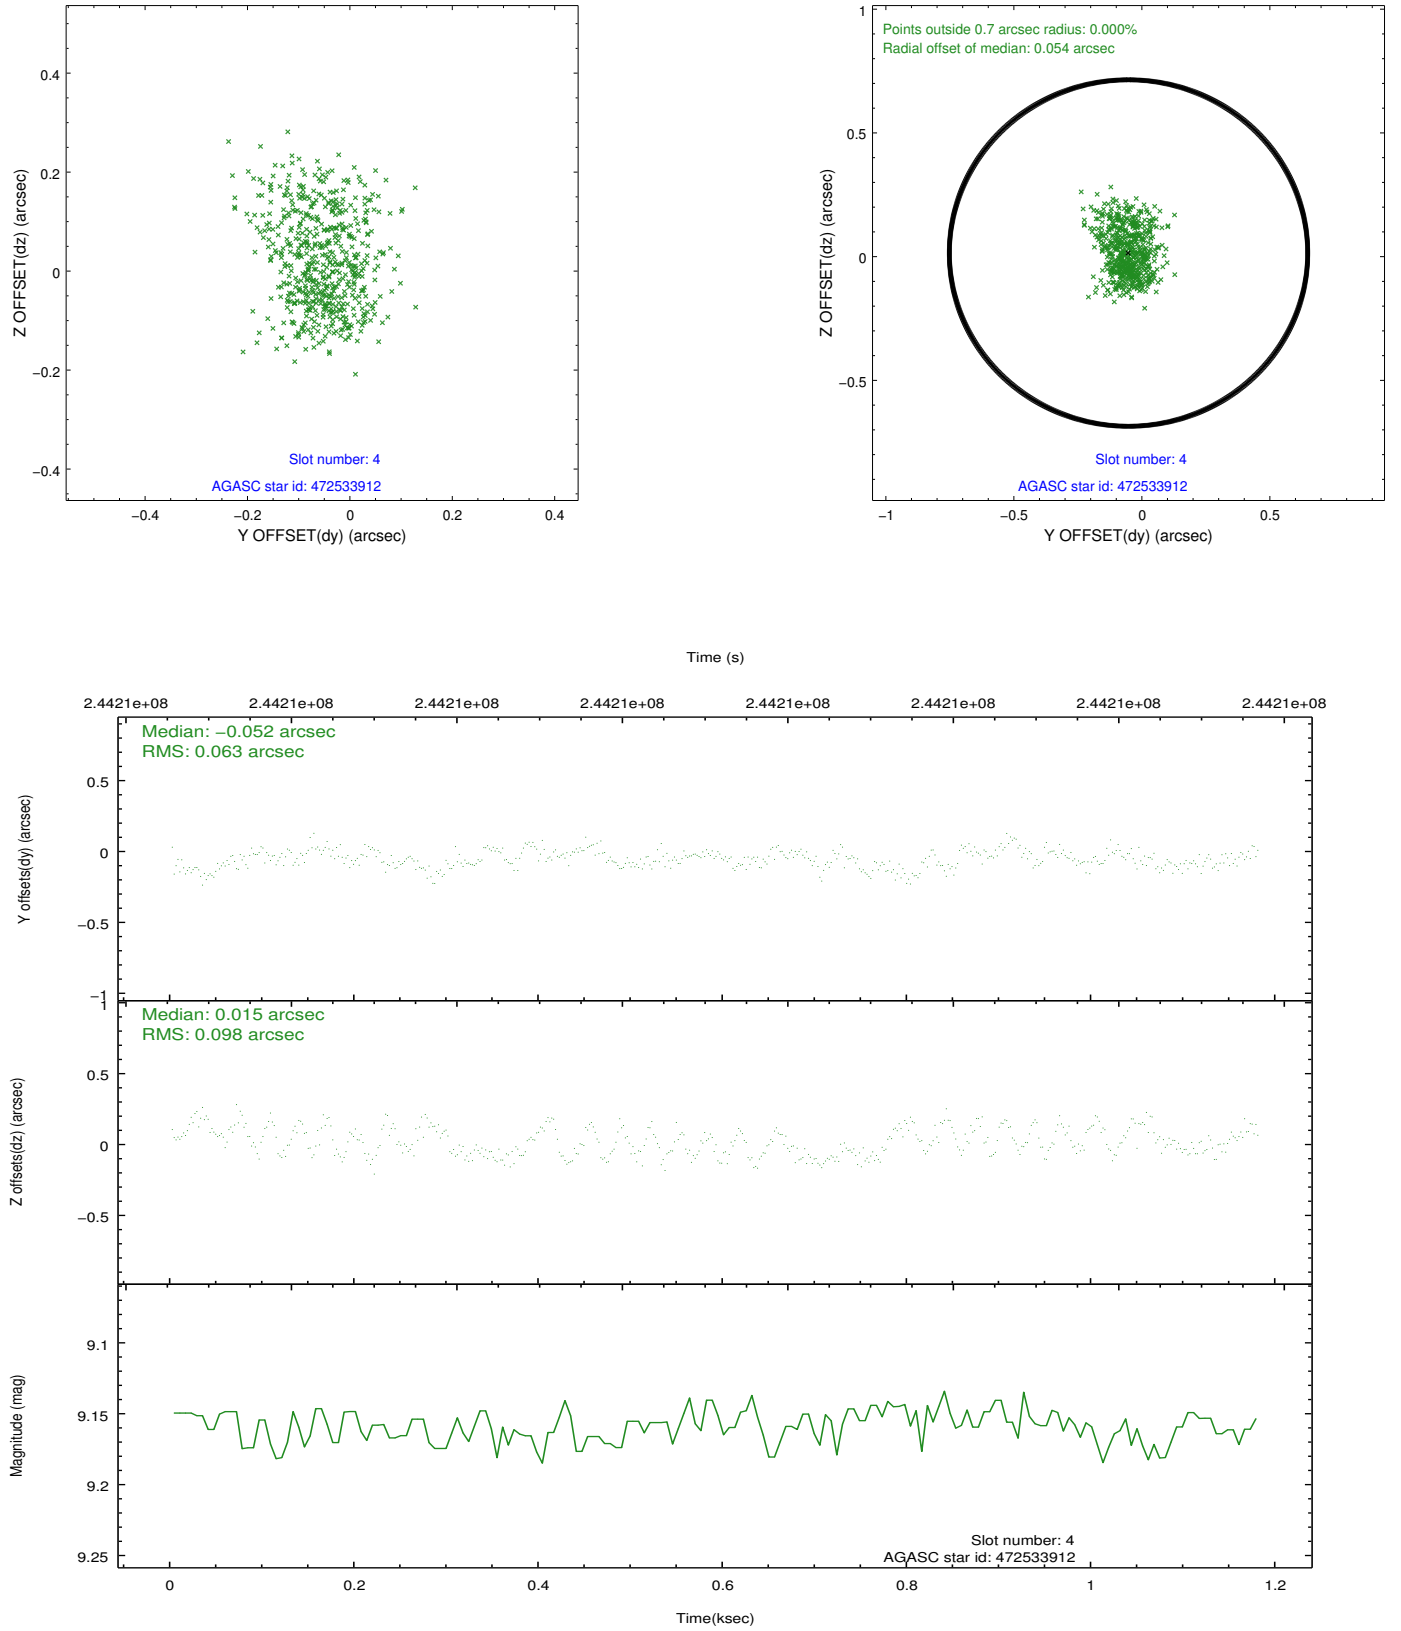 0.4
0.2
0
−0.2
−0.4
Z OFFSET(dz) (arcsec)
Slot number: 4
AGASC star id: 472533912
−0.4 −0.2 0 0.2 0.4
Y OFFSET(dy) (arcsec)
Points outside 0.7 arcsec radius: 0.000%
Radial offset of median: 0.054 arcsec
1
0.5
0
−0.5
Z OFFSET(dz) (arcsec)
Slot number: 4
AGASC star id: 472533912
−1 −0.5 0 0.5
Y OFFSET(dy) (arcsec)
Time (s)
2.4421e+08 2.4421e+08 2.4421e+08 2.4421e+08 2.4421e+08 2.4421e+08 2.4421e+08 2.4421e+08
Median: −0.052 arcsec
RMS: 0.063 arcsec
0.5
0
−0.5
−1
Y offsets(dy) (arcsec)
1
Median: 0.015 arcsec
RMS: 0.098 arcsec
0.5
0
−0.5
Z offsets(dz) (arcsec)
9.1
9.15
9.2
9.25
Magnitude (mag)
Slot number: 4
AGASC star id: 472533912
0 0.2 0.4 0.6 0.8 1 1.2
Time(ksec)